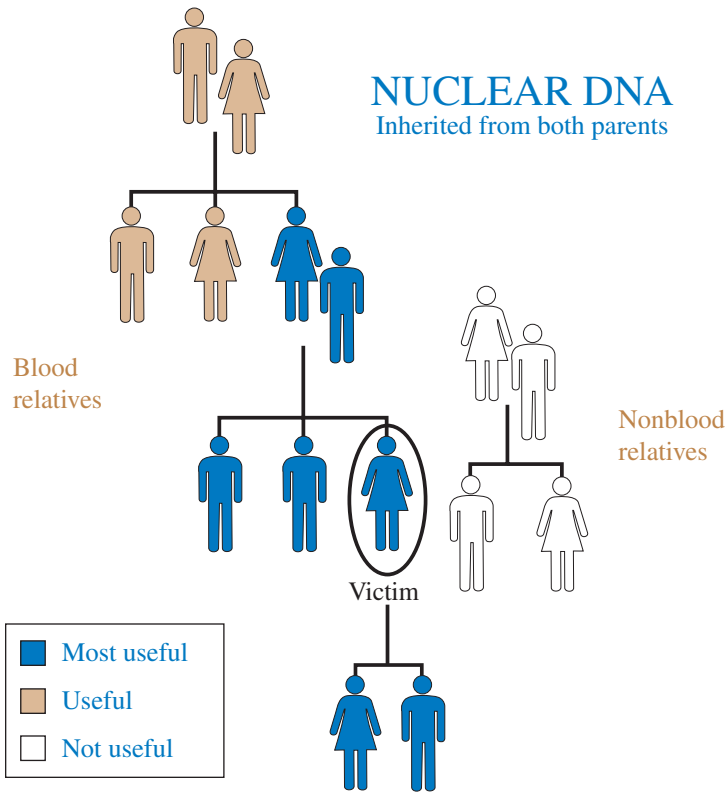 NUCLEAR DNA
Inherited from both parents
Blood
relatives
Nonblood
relatives
Victim
Most useful
Useful
Not useful